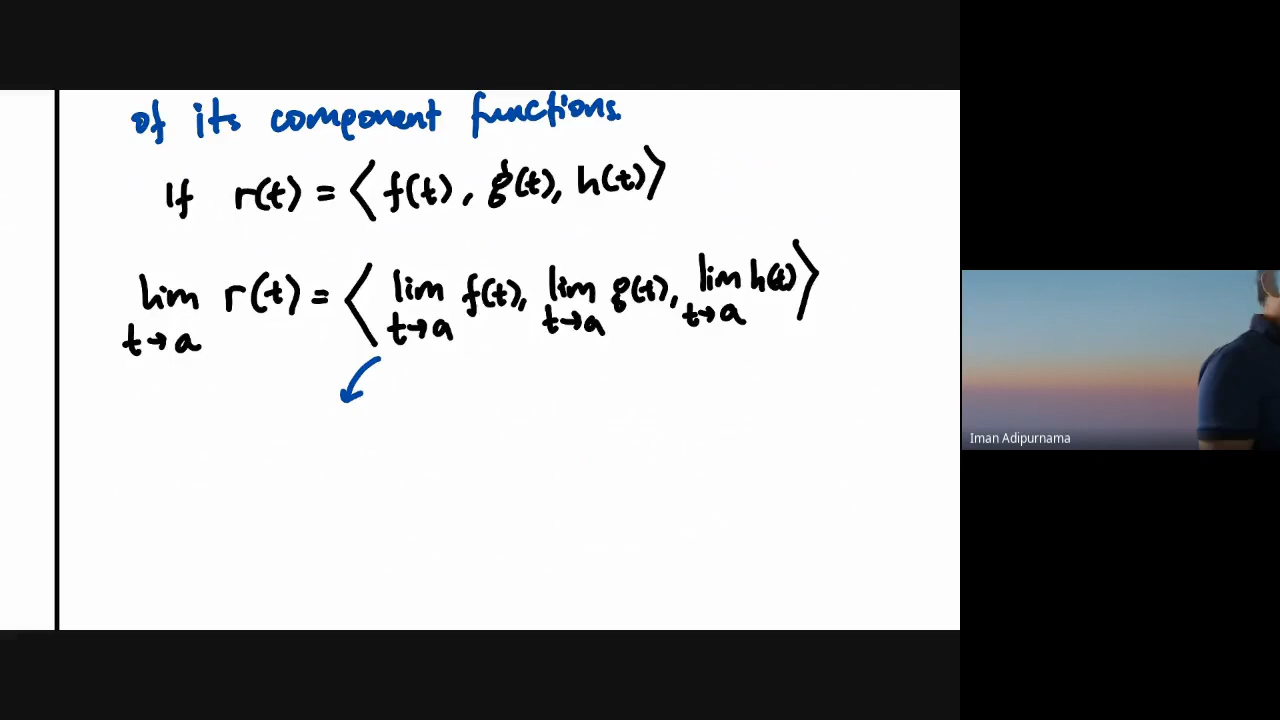 of its component functions.
If r(t) = ⟨ f(t), g(t), h(t)⟩
lim r(t) = ⟨ lim f(t), lim g(t), lim h(t)⟩
t→a t→a t→a t→a
Iman Adipurnama